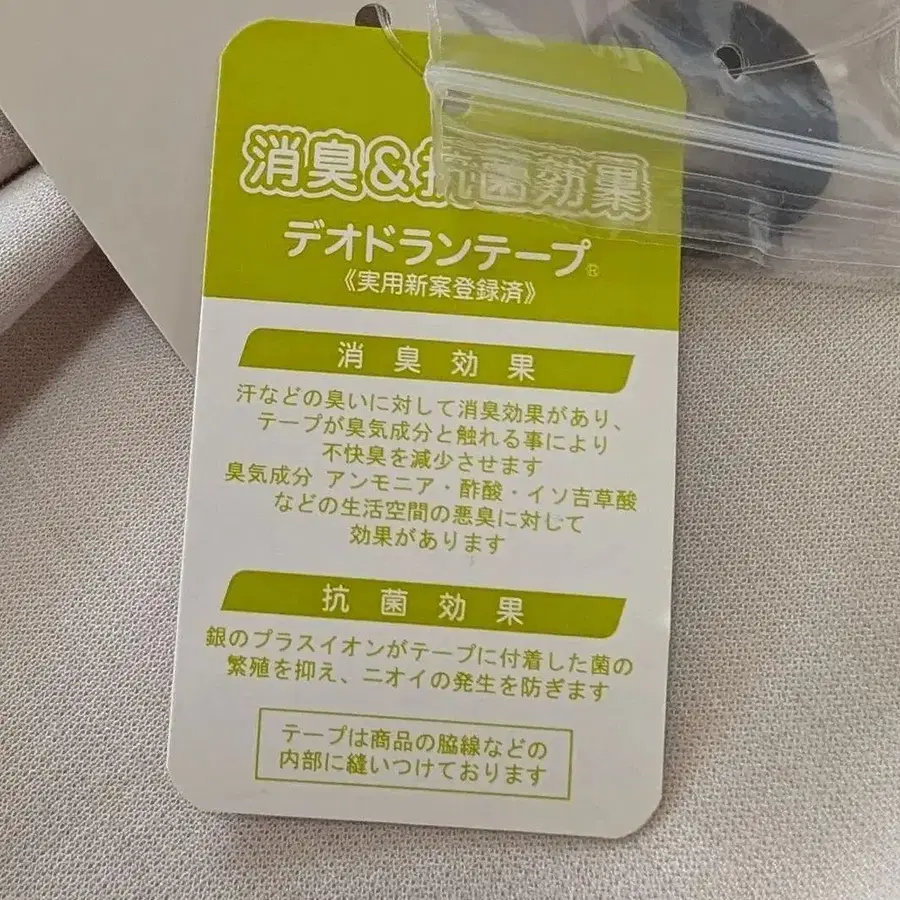 消臭&抗菌効果
デオドランテープ®
《実用新案登録済》
消臭効果
汗などの臭いに対して消臭効果があり、
テープが臭気成分と触れる事により
不快臭を減少させます
臭気成分 アンモニア・酢酸・イソ吉草酸
などの生活空間の悪臭に対して
効果があります
抗菌効果
銀のプラスイオンがテープに付着した菌の
繁殖を抑え、ニオイの発生を防ぎます
テープは商品の脇線などの
内部に縫いつけております